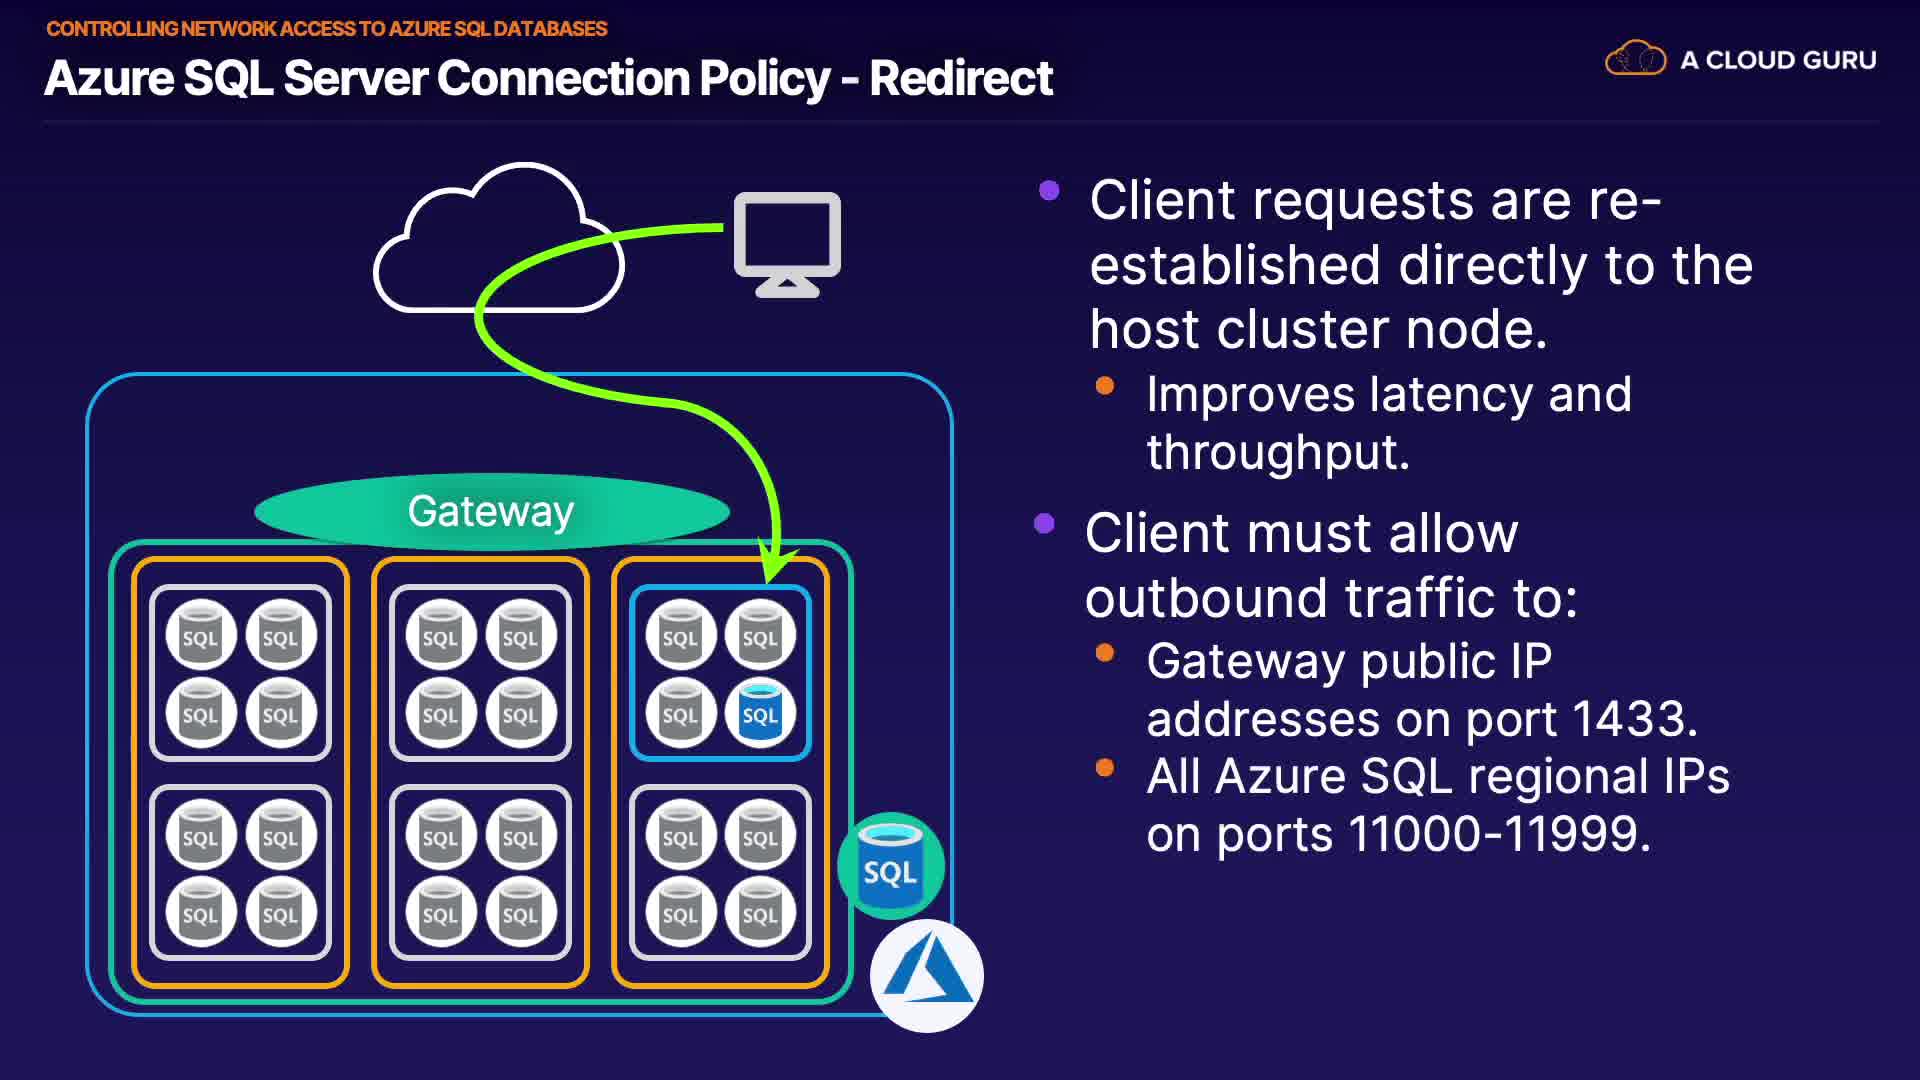 CONTROLLING NETWORK ACCESS TO AZURE SQL DATABASES
Azure SQL Server Connection Policy - Redirect
A CLOUD GURU
Client requests are re-
established directly to the
host cluster node.
Improves latency and
throughput.
Client must allow
outbound traffic to:
Gateway public IP
addresses on port 1433.
All Azure SQL regional IPs
on ports 11000-11999.
Gateway
SQL SQL SQL SQL SQL SQL
SQL SQL SQL SQL SQL SQL
SQL SQL SQL SQL SQL SQL
SQL
SQL SQL SQL SQL SQL SQL